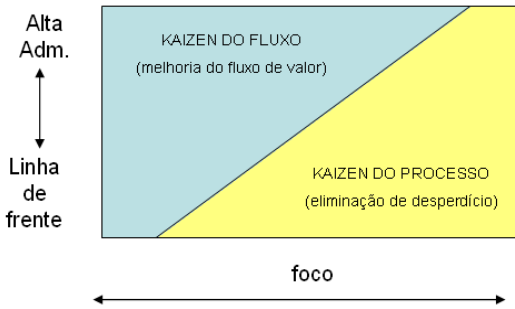 Alta
Adm.
KAIZEN DO FLUXO
(melhoria do fluxo de valor)
Linha
de
frente
KAIZEN DO PROCESSO
(eliminação de desperdício)
foco